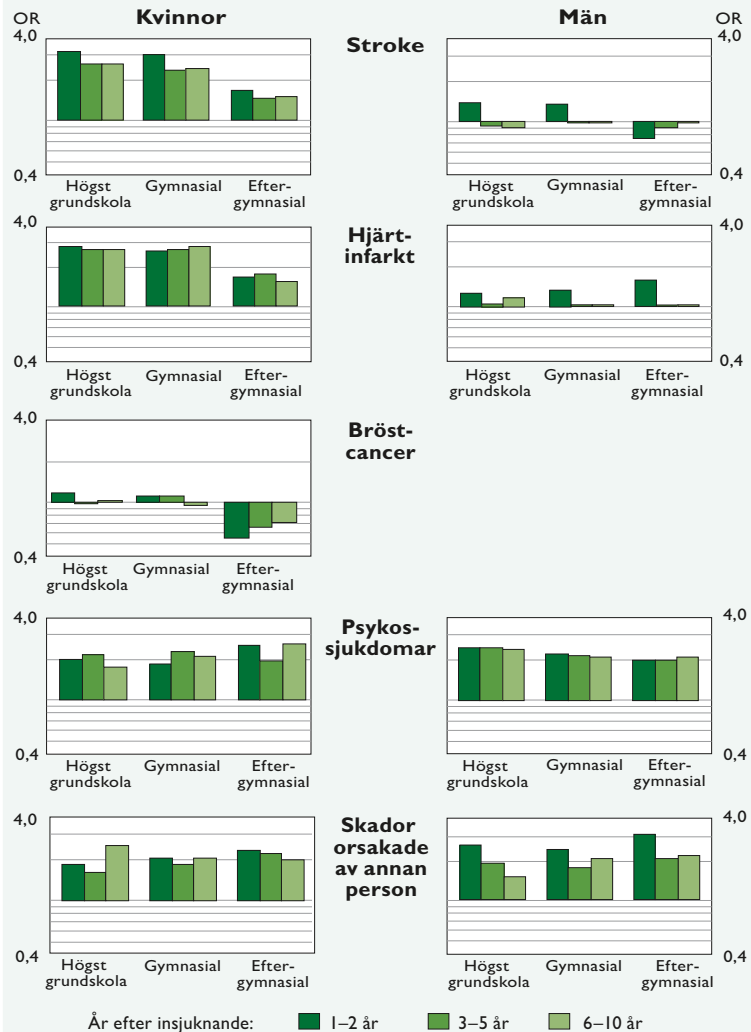 Kvinnor
Män
OR
OR
4,0
4,0
Stroke
0,4
0,4
Högst
grundskola
Gymnasial
Efter-
gymnasial
Högst
grundskola
Gymnasial
Efter-
gymnasial
4,0
4,0
Hjärt-
infarkt
0,4
0,4
Högst
grundskola
Gymnasial
Efter-
gymnasial
Högst
grundskola
Gymnasial
Efter-
gymnasial
4,0
Bröst-
cancer
0,4
Högst
grundskola
Gymnasial
Efter-
gymnasial
4,0
4,0
Psykos-
sjukdomar
0,4
0,4
Högst
grundskola
Gymnasial
Efter-
gymnasial
Högst
grundskola
Gymnasial
Efter-
gymnasial
4,0
4,0
Skador
orsakade
av annan
person
0,4
0,4
Högst
grundskola
Gymnasial
Efter-
gymnasial
Högst
grundskola
Gymnasial
Efter-
gymnasial
År efter insjuknande: 1–2 år 3–5 år 6–10 år